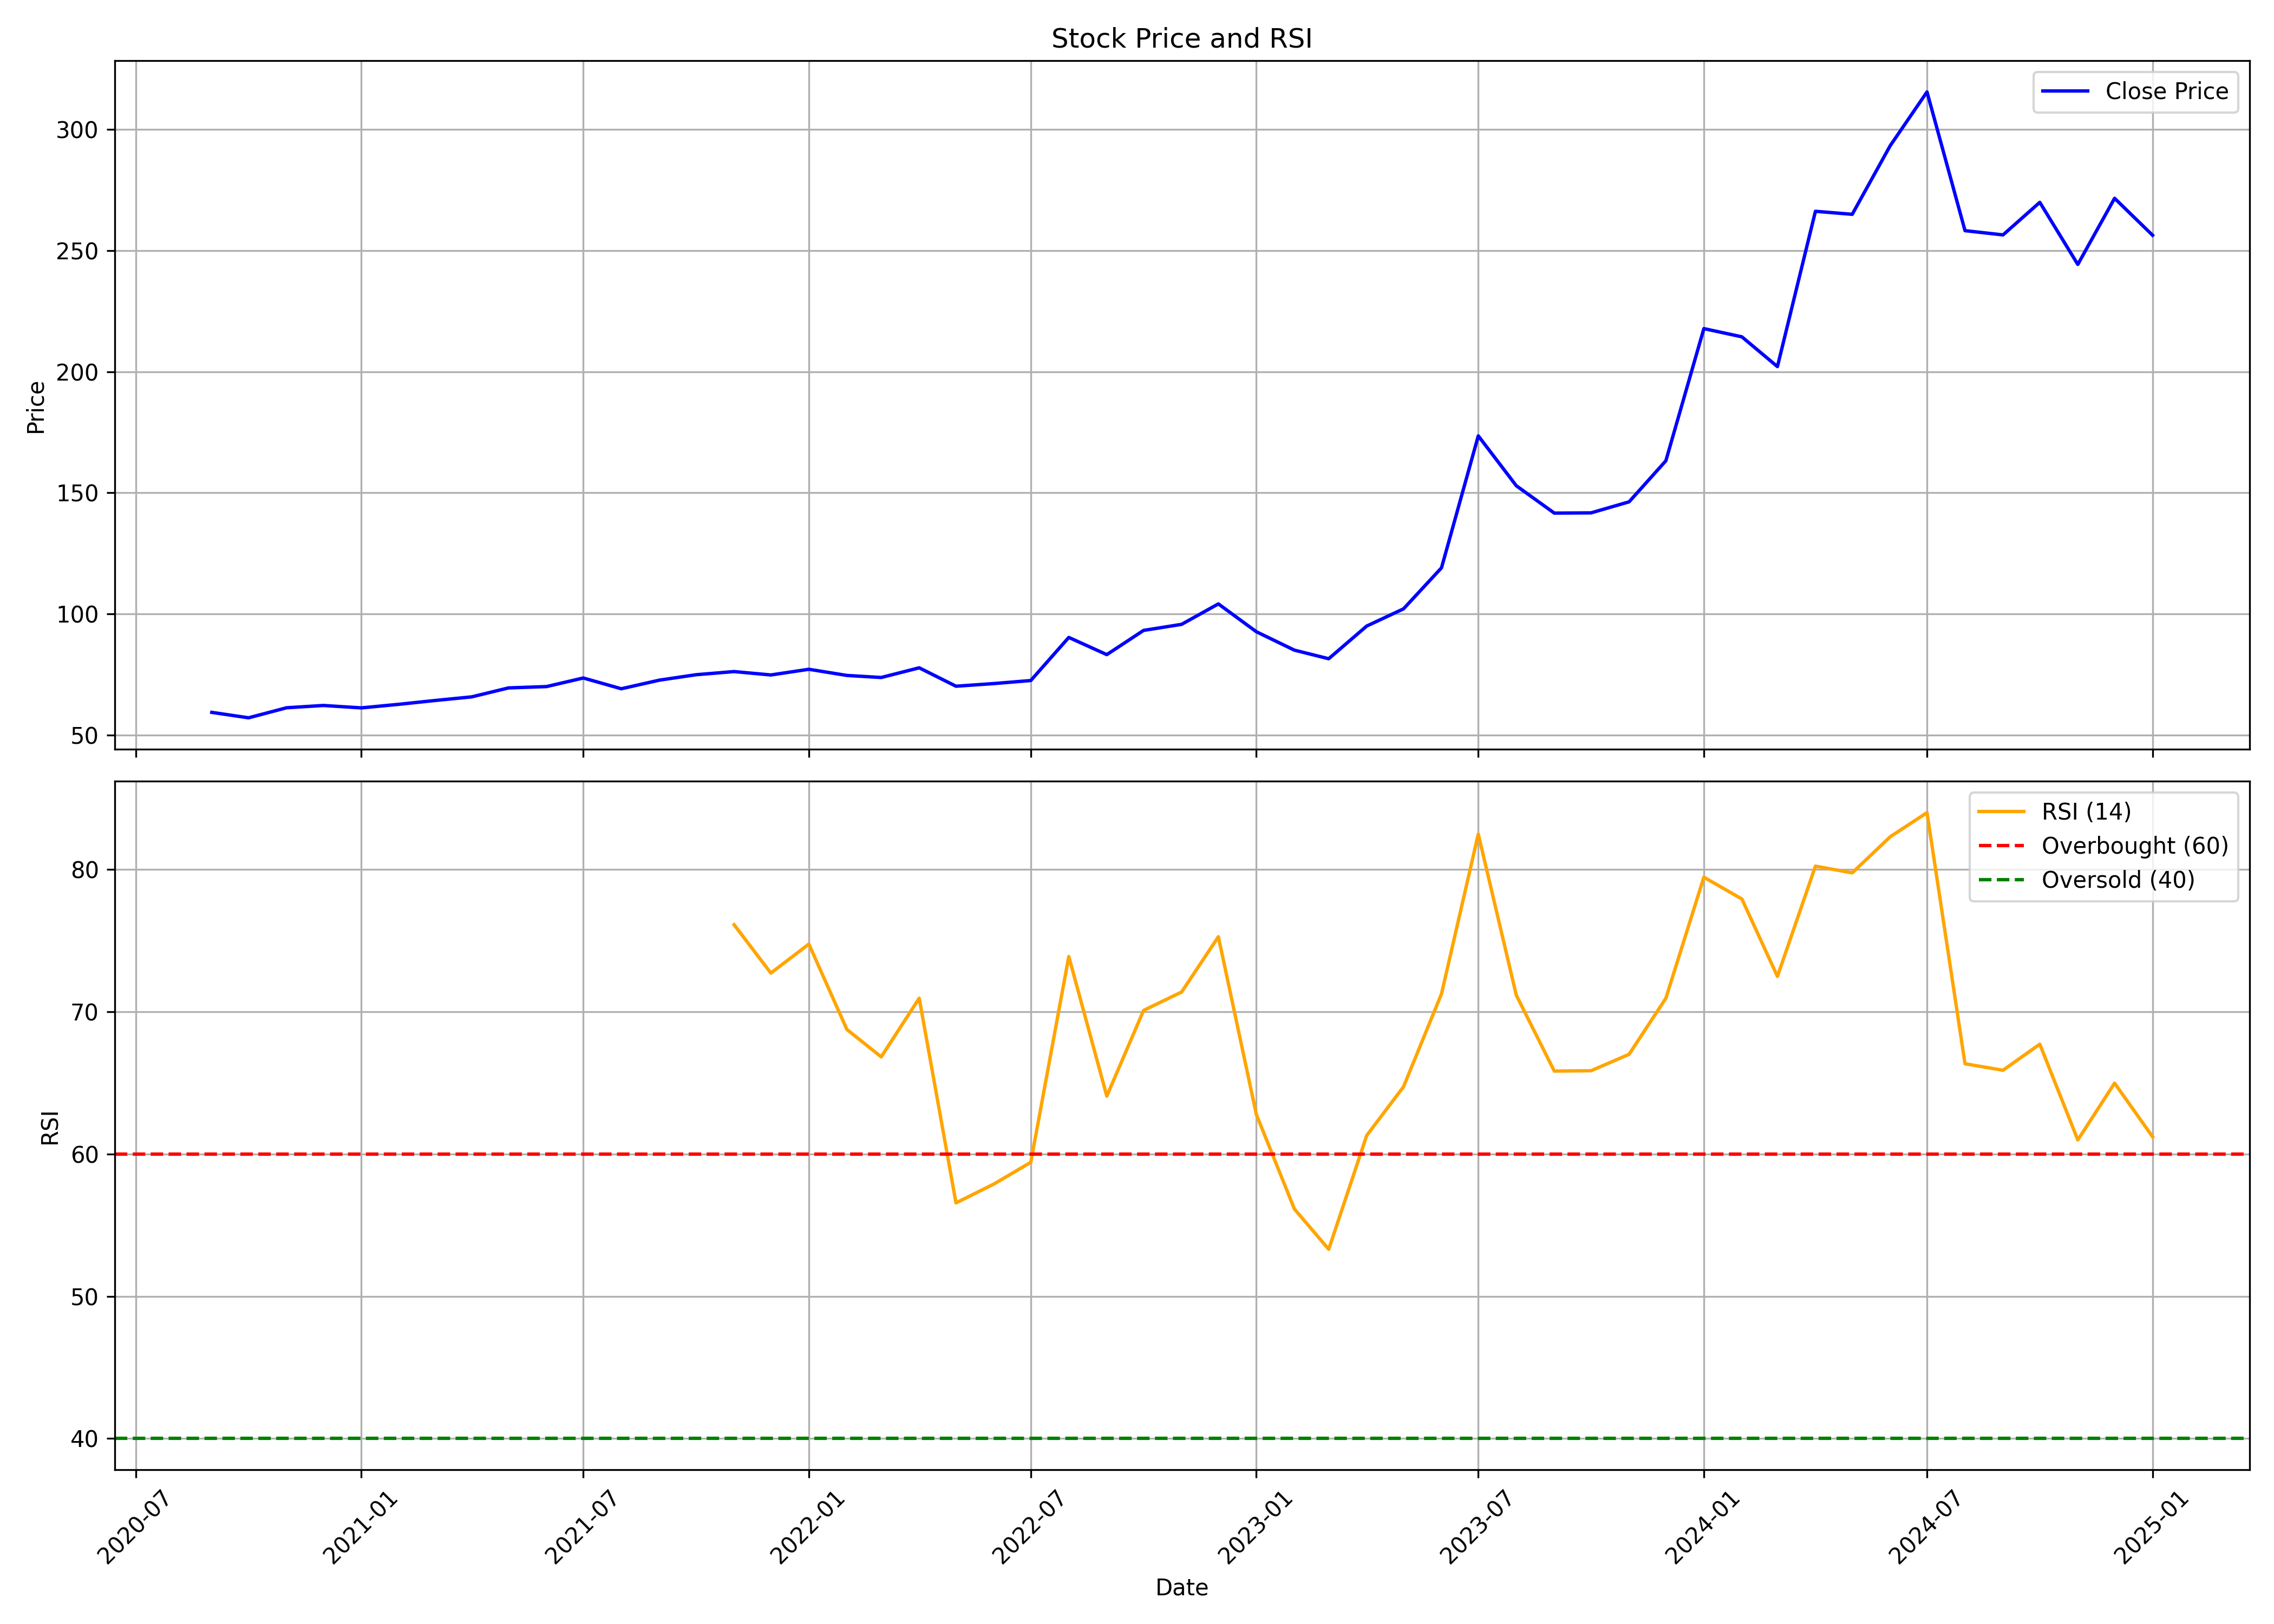 Stock Price and RSI
Close Price
300
250
200
150
100
50
Price
RSI (14)
Overbought (60)
Oversold (40)
80
70
60
50
40
RSI
2020-07
2021-01
2021-07
2022-01
2022-07
2023-01
2023-07
2024-01
2024-07
2025-01
Date